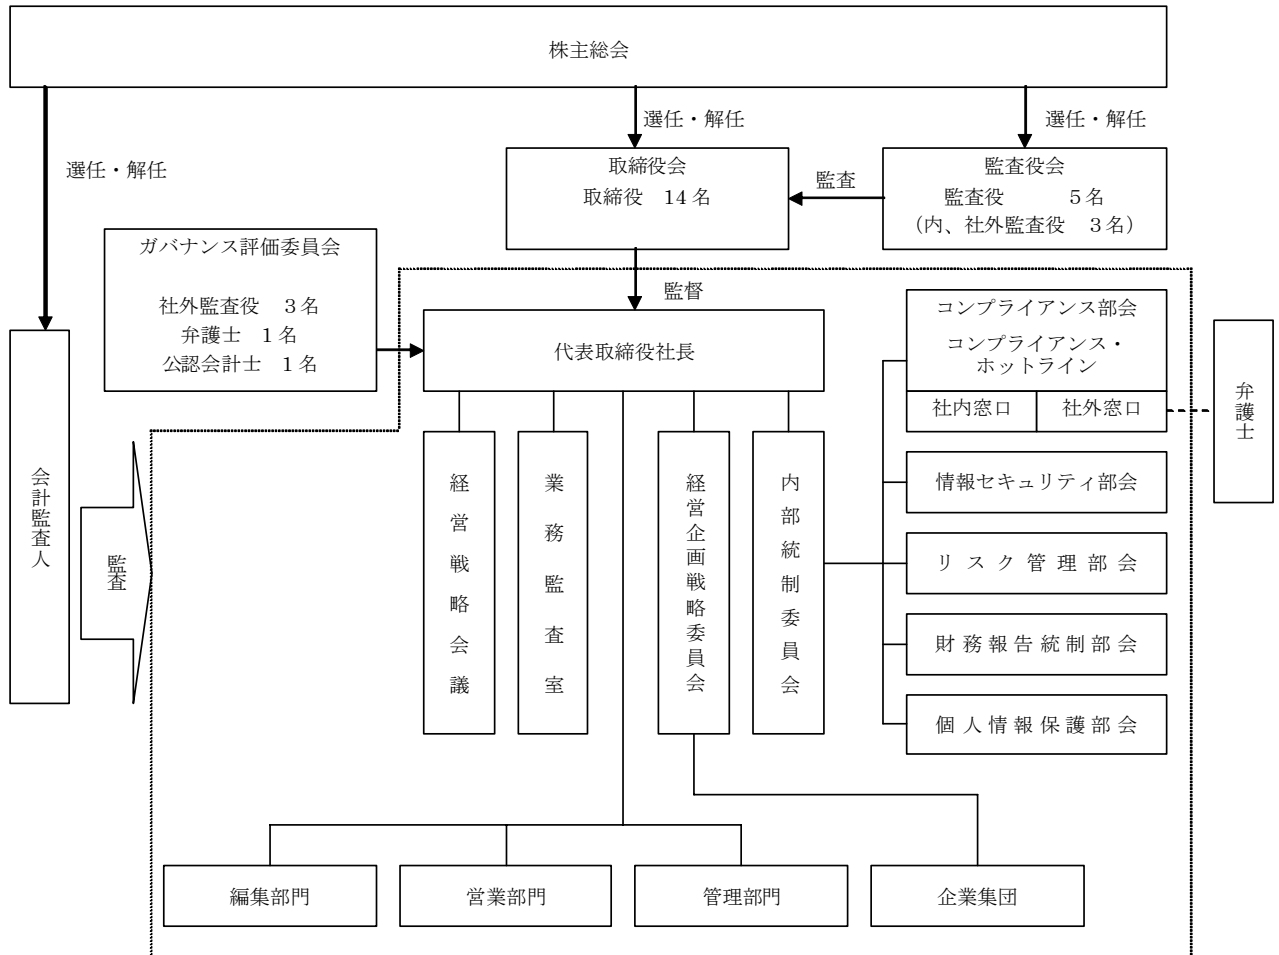 株主総会
選任・解任
選任・解任
選任・解任
取締役会
取締役　14名
監査
監査役会
監査役　　　5名
（内、社外監査役　3名）
ガバナンス評価委員会
社外監査役　3名
弁護士　1名
公認会計士　1名
監督
代表取締役社長
コンプライアンス部会
コンプライアンス・
ホットライン
社内窓口
社外窓口
弁護士
会計監査人
監査
経営戦略会議
業務監査室
経営企画戦略委員会
内部統制委員会
情報セキュリティ部会
リスク管理部会
財務報告統制部会
個人情報保護部会
編集部門
営業部門
管理部門
企業集団